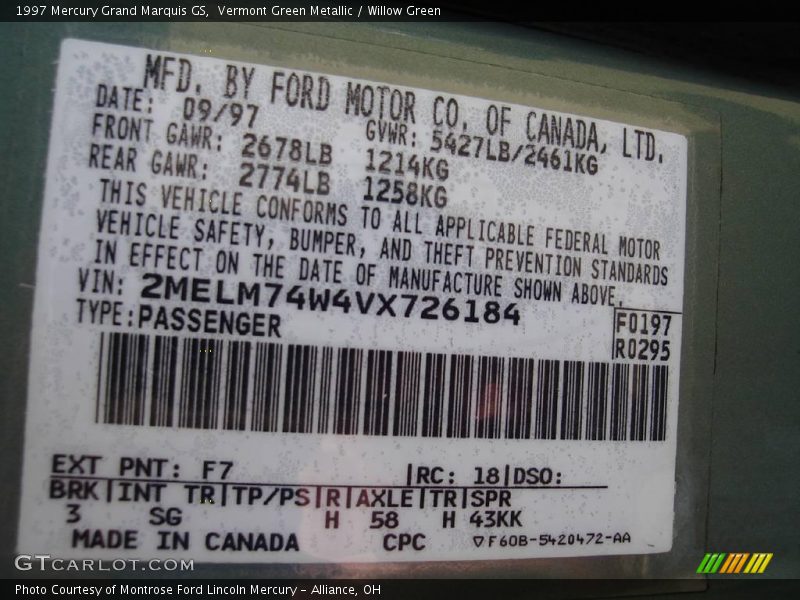 1997 Mercury Grand Marquis GS, Vermont Green Metallic / Willow Green
MFD. BY FORD MOTOR CO. OF CANADA, LTD.
DATE: 09/97 GVWR: 5427LB/2461KG
FRONT GAWR: 2678LB 1214KG
REAR GAWR: 2774LB 1258KG
THIS VEHICLE CONFORMS TO ALL APPLICABLE FEDERAL MOTOR
VEHICLE SAFETY, BUMPER, AND THEFT PREVENTION STANDARDS
IN EFFECT ON THE DATE OF MANUFACTURE SHOWN ABOVE.
VIN: 2MELM74W4VX726184
TYPE:PASSENGER
F0197
R0295
EXT PNT: F7 |RC: 18|DSO:
BRK|INT TR|TP/PS|R|AXLE|TR|SPR
3 SG H 58 H 43KK
MADE IN CANADA CPC ▽F60B-5420472-AA
GTCARLOT.COM
Photo Courtesy of Montrose Ford Lincoln Mercury - Alliance, OH